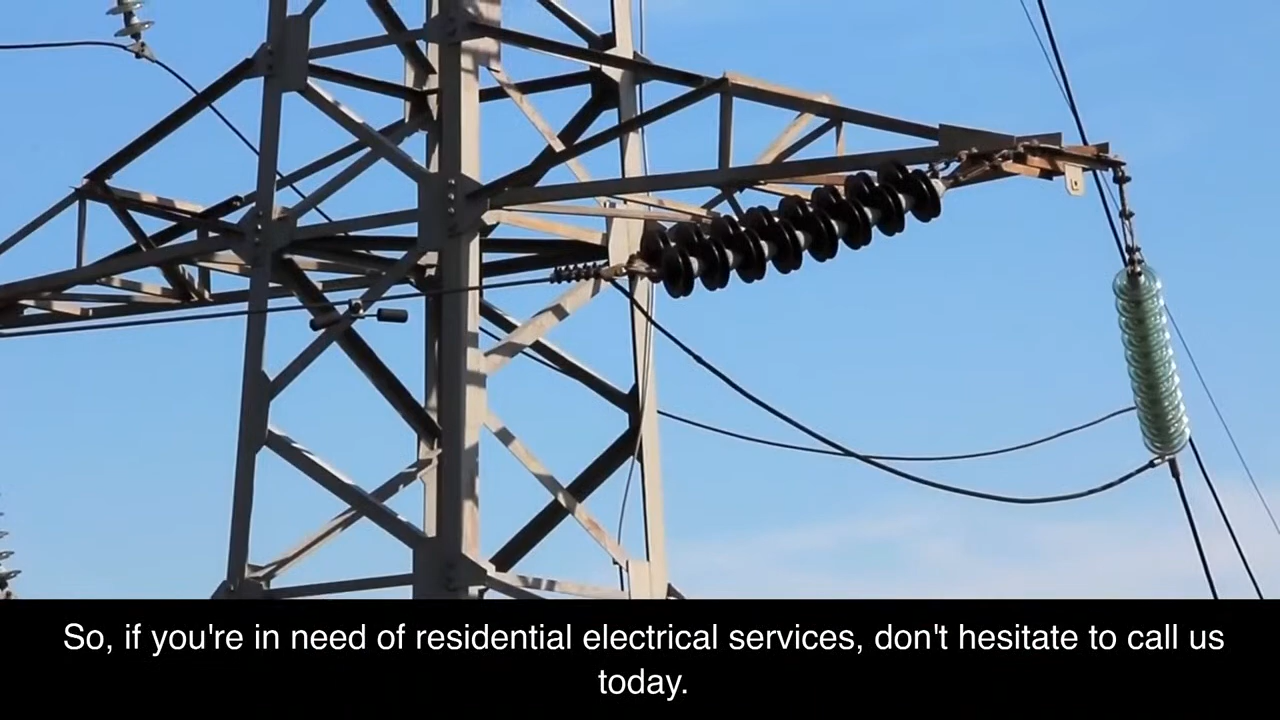 So, if you're in need of residential electrical services, don't hesitate to call us
today.